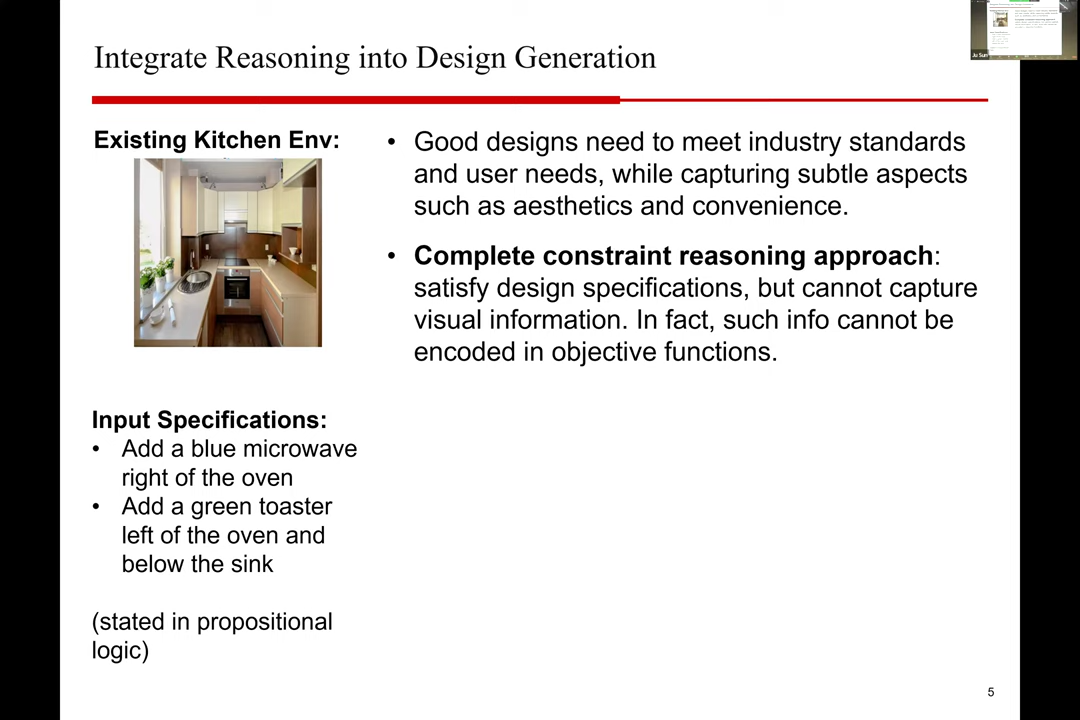 Integrate Reasoning into Design Generation
Existing Kitchen Env:
Input Specifications:
• Add a blue microwave
right of the oven
• Add a green toaster
left of the oven and
below the sink
(stated in propositional
logic)
• Good designs need to meet industry standards
and user needs, while capturing subtle aspects
such as aesthetics and convenience.
• Complete constraint reasoning approach:
satisfy design specifications, but cannot capture
visual information. In fact, such info cannot be
encoded in objective functions.
5